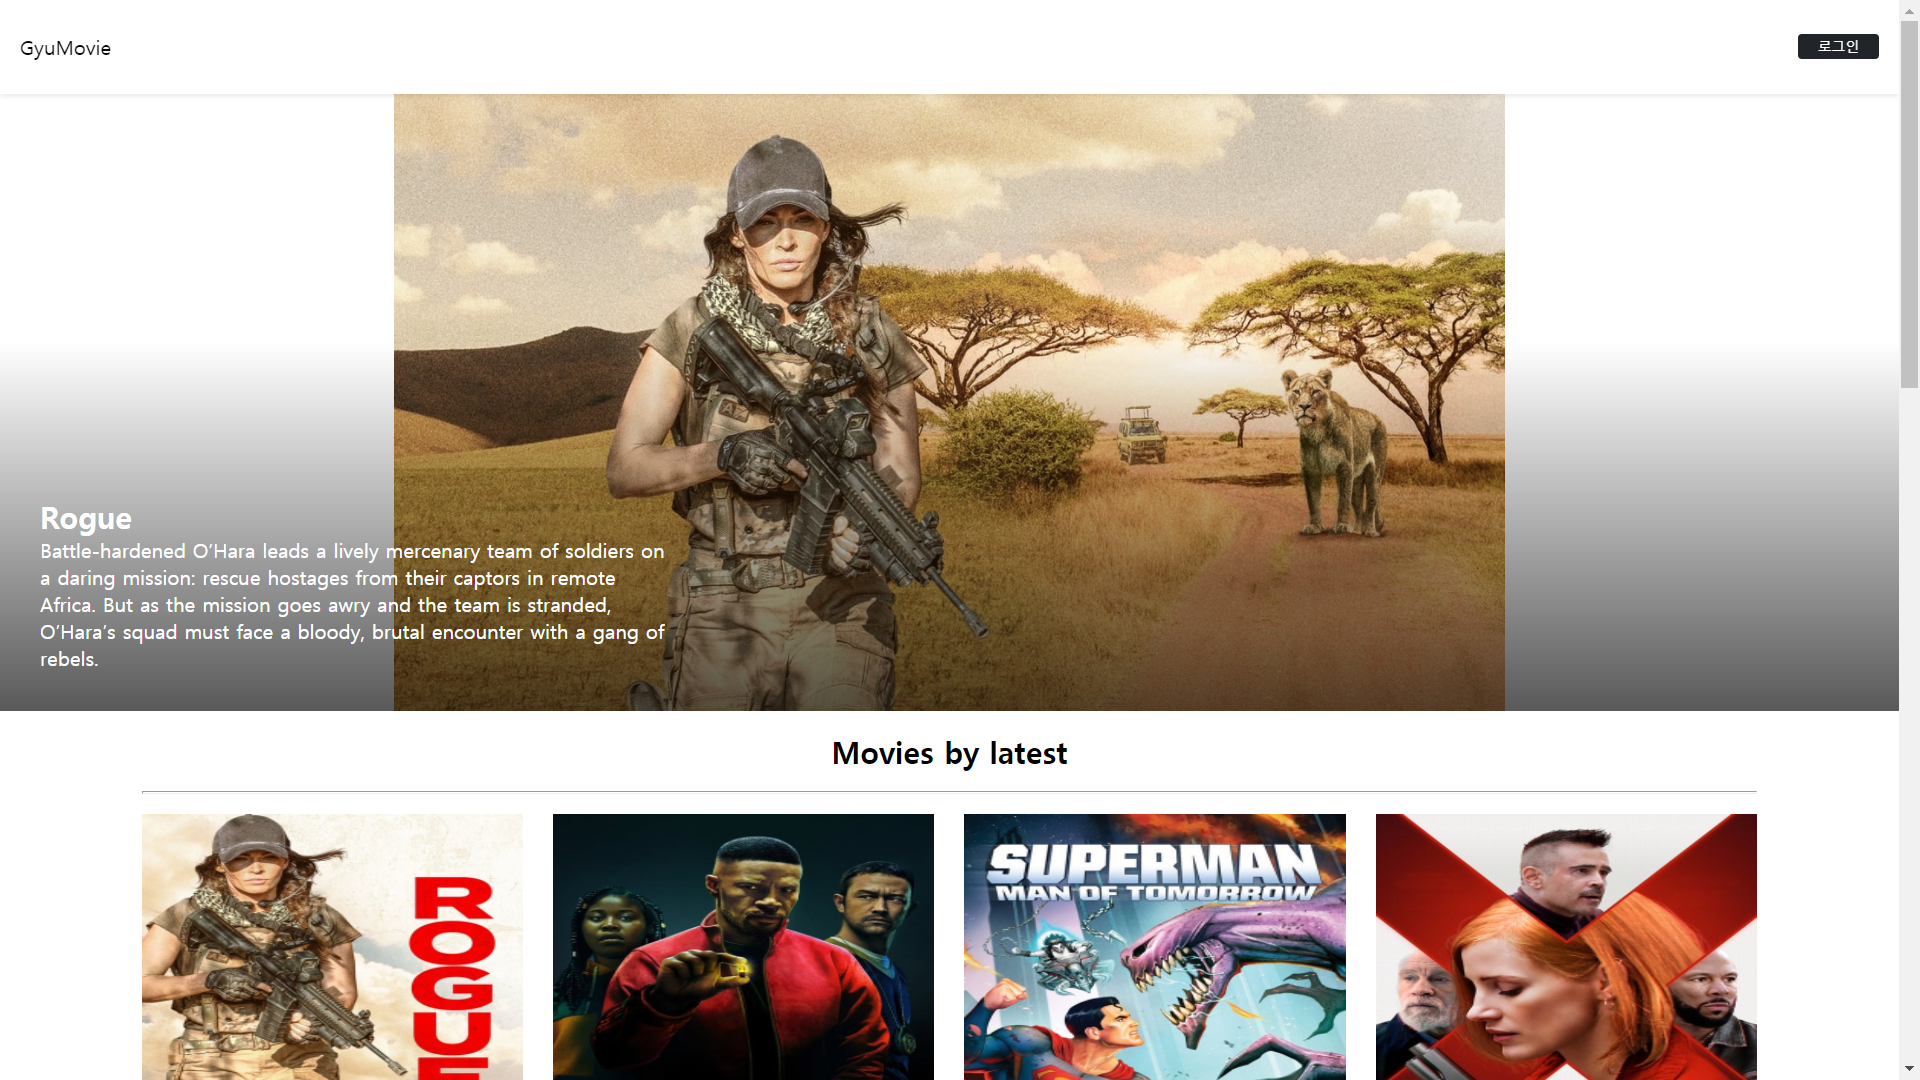 GyuMovie
로그인
Rogue
Battle-hardened O’Hara leads a lively mercenary team of soldiers on
a daring mission: rescue hostages from their captors in remote
Africa. But as the mission goes awry and the team is stranded,
O’Hara’s squad must face a bloody, brutal encounter with a gang of
rebels.
Movies by latest
ROGUE
SUPERMAN
MAN OF TOMORROW